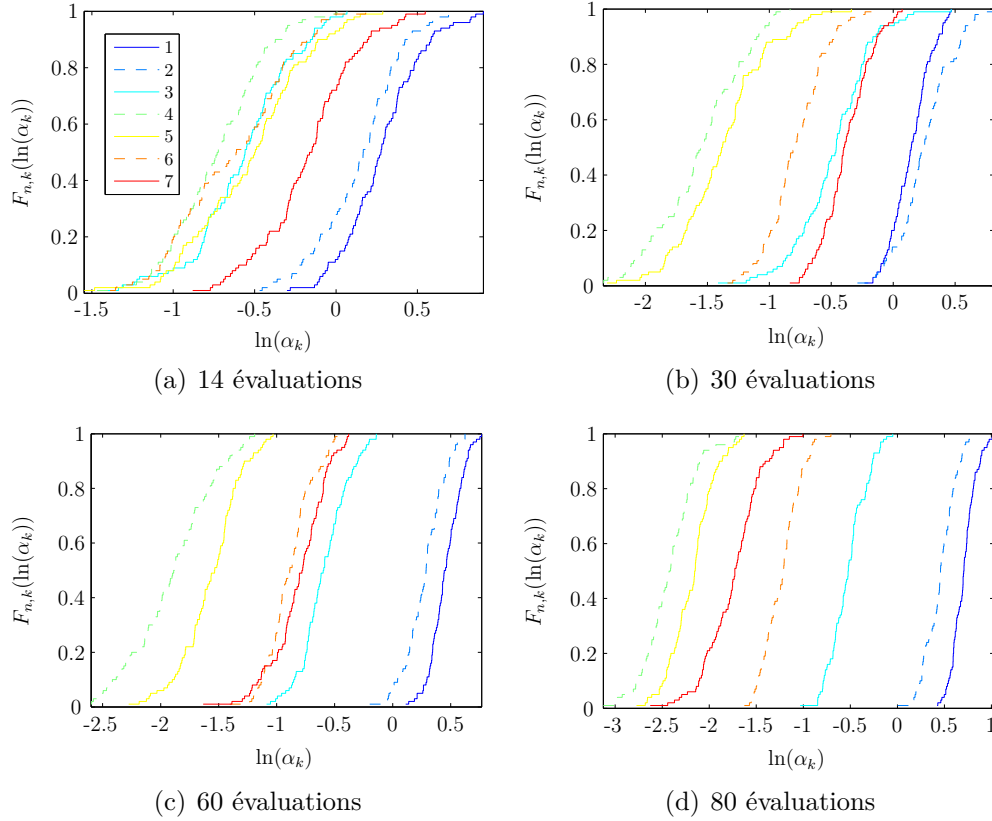 1
0.8
0.6
0.4
0.2
0
F_{n,k}(ln(α_k))
1
2
3
4
5
6
7
-1.5 -1 -0.5 0 0.5
ln(α_k)
(a) 14 évaluations
1
0.8
0.6
0.4
0.2
0
F_{n,k}(ln(α_k))
-2 -1.5 -1 -0.5 0 0.5
ln(α_k)
(b) 30 évaluations
1
0.8
0.6
0.4
0.2
0
F_{n,k}(ln(α_k))
-2.5 -2 -1.5 -1 -0.5 0 0.5
ln(α_k)
(c) 60 évaluations
1
0.8
0.6
0.4
0.2
0
F_{n,k}(ln(α_k))
-3 -2.5 -2 -1.5 -1 -0.5 0 0.5 1
ln(α_k)
(d) 80 évaluations